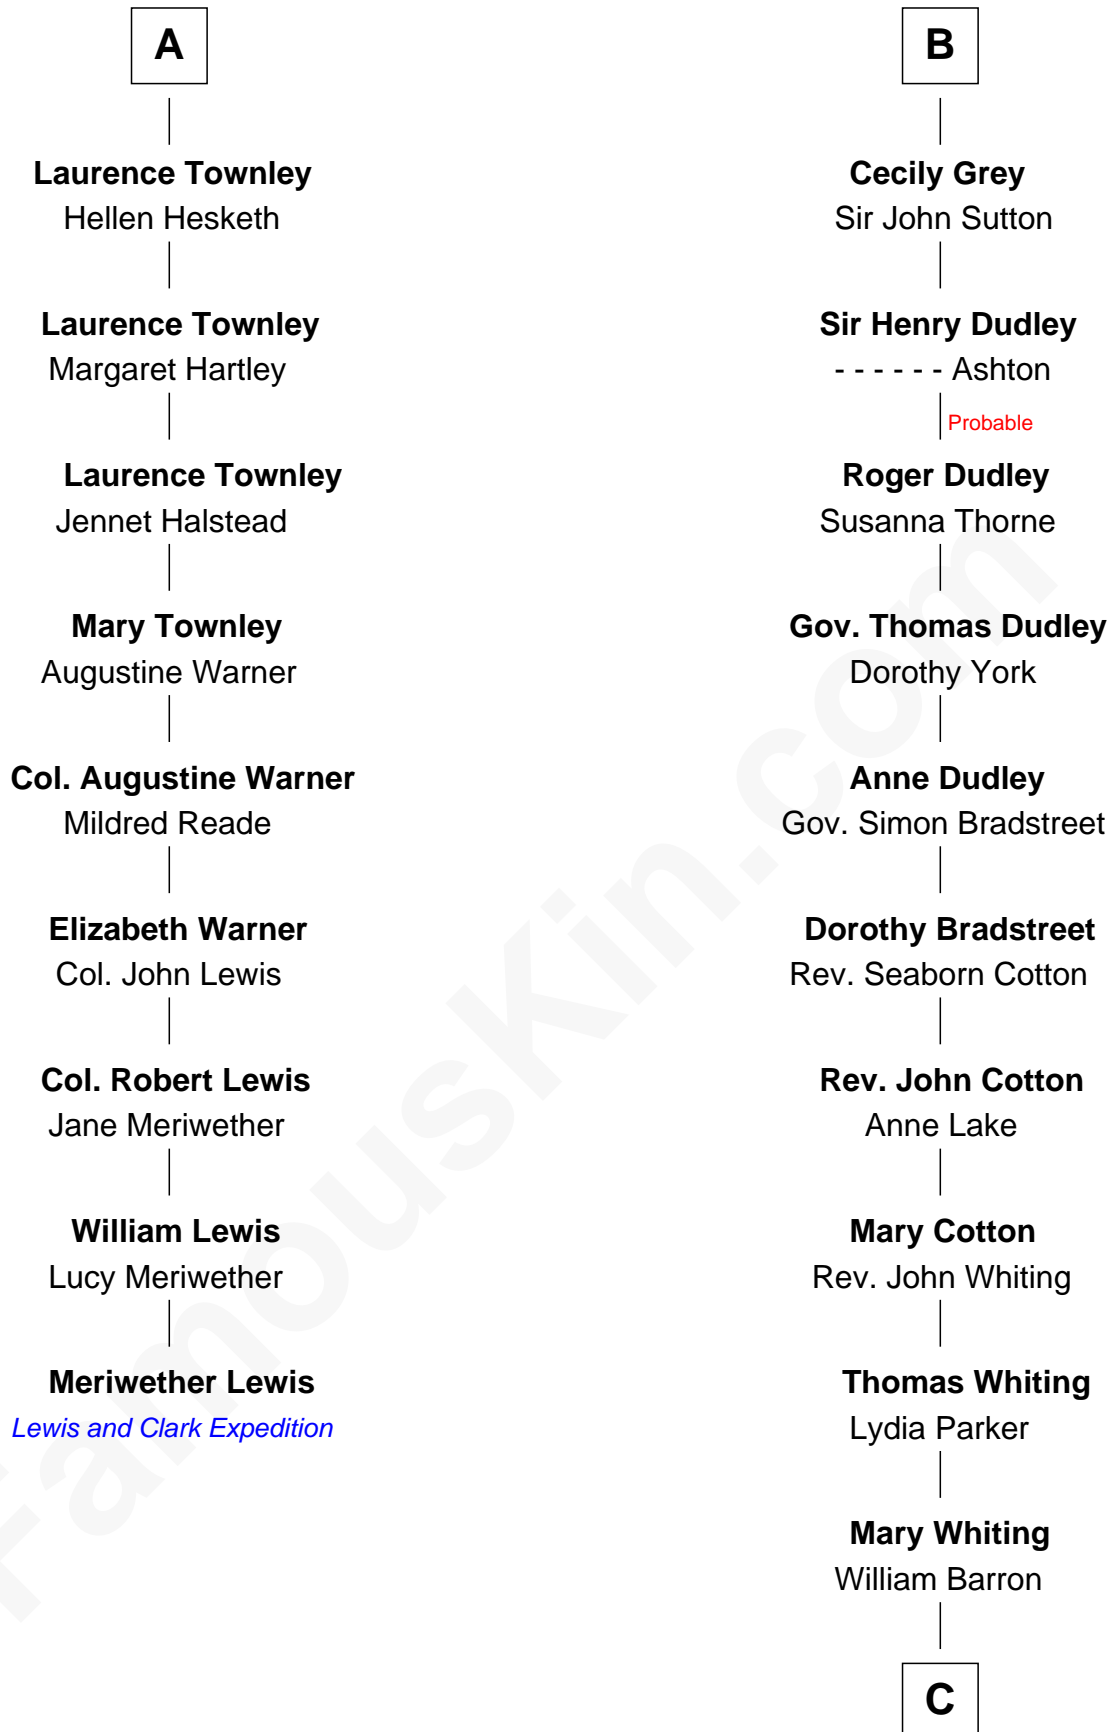 A
Laurence Townley
Hellen Hesketh
Laurence Townley
Margaret Hartley
Laurence Townley
Jennet Halstead
Mary Townley
Augustine Warner
Col. Augustine Warner
Mildred Reade
Elizabeth Warner
Col. John Lewis
Col. Robert Lewis
Jane Meriwether
William Lewis
Lucy Meriwether
Meriwether Lewis
Lewis and Clark Expedition
B
Cecily Grey
Sir John Sutton
Sir Henry Dudley
- - - - - - Ashton
Probable
Roger Dudley
Susanna Thorne
Gov. Thomas Dudley
Dorothy York
Anne Dudley
Gov. Simon Bradstreet
Dorothy Bradstreet
Rev. Seaborn Cotton
Rev. John Cotton
Anne Lake
Mary Cotton
Rev. John Whiting
Thomas Whiting
Lydia Parker
Mary Whiting
William Barron
C
FamousKin.com